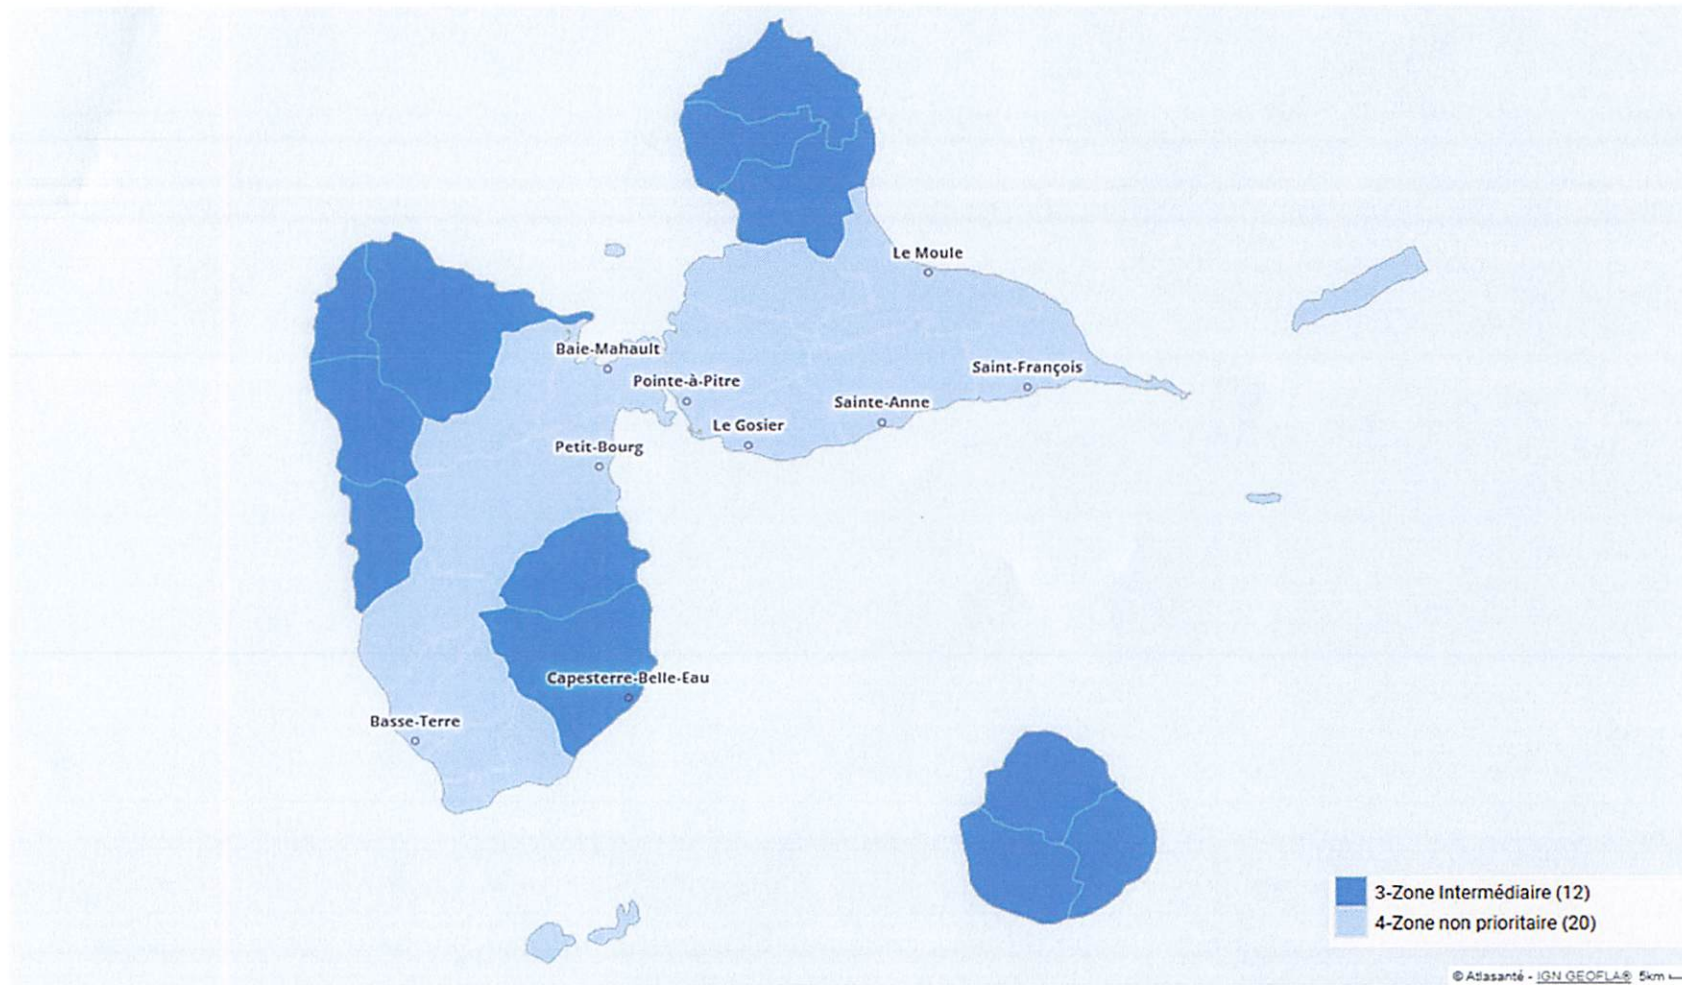 Le Moule
Baie-Mahault
Saint-François
Pointe-à-Pitre
Sainte-Anne
Le Gosier
Petit-Bourg
Capesterre-Belle-Eau
Basse-Terre
3-Zone Intermédiaire (12)
4-Zone non prioritaire (20)
© Atlasanté - IGN GEOFLA® 5km